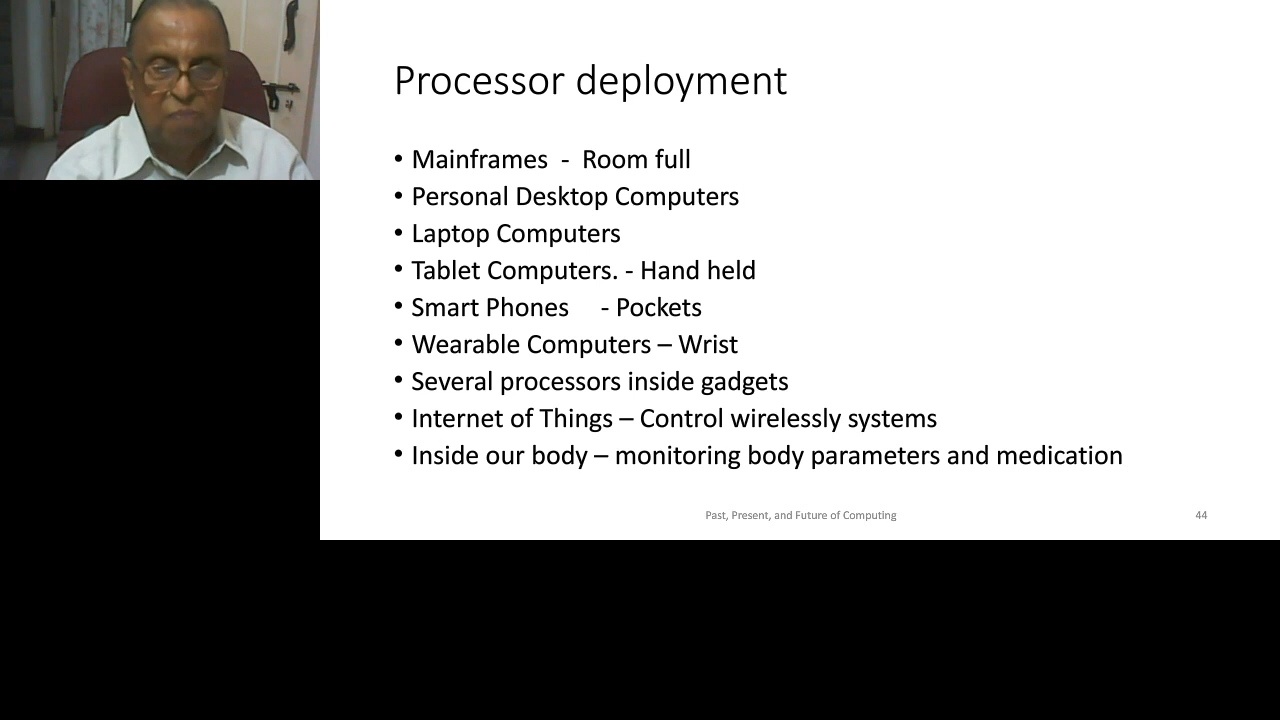 Processor deployment
• Mainframes - Room full
• Personal Desktop Computers
• Laptop Computers
• Tablet Computers. - Hand held
• Smart Phones - Pockets
• Wearable Computers – Wrist
• Several processors inside gadgets
• Internet of Things – Control wirelessly systems
• Inside our body – monitoring body parameters and medication
Past, Present, and Future of Computing 44